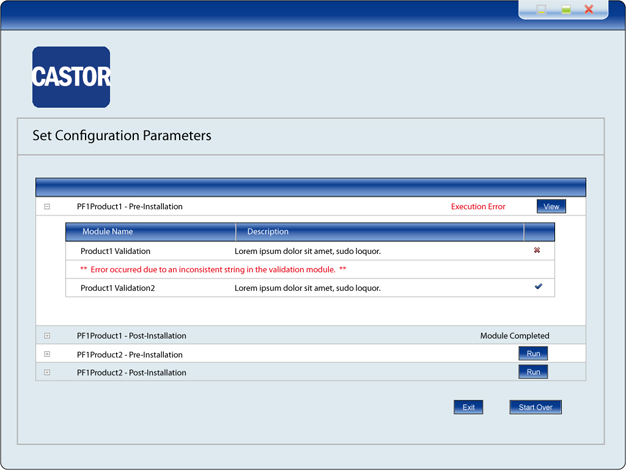 CASTOR
Set Configuration Parameters
PF1Product1 - Pre-Installation Execution Error View
Module Name Description
Product1 Validation Lorem ipsum dolor sit amet, sudo loquor.
** Error occurred due to an inconsistent string in the validation module. **
Product1 Validation2 Lorem ipsum dolor sit amet, sudo loquor.
PF1Product1 - Post-Installation Module Completed
PF1Product2 - Pre-Installation Run
PF1Product2 - Post-Installation Run
Exit Start Over